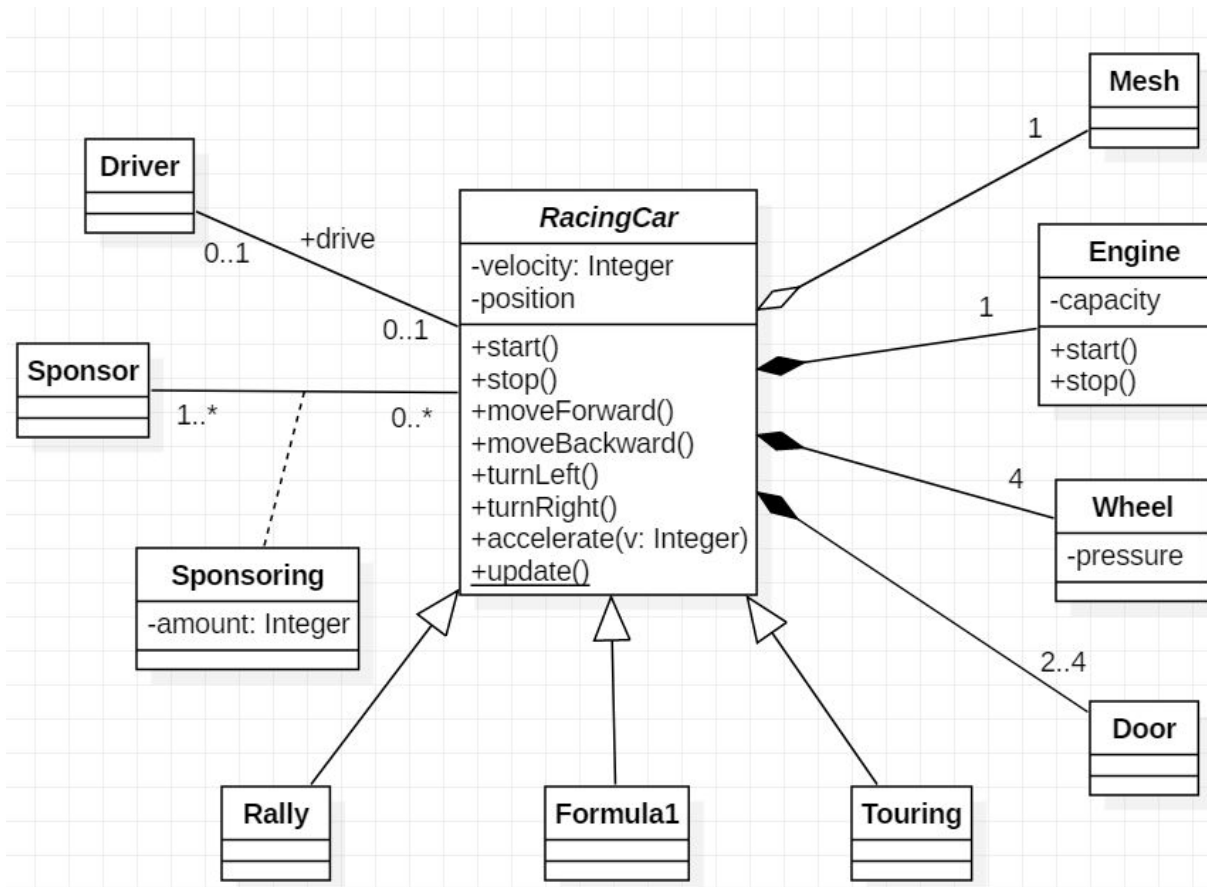 Mesh
1
Driver
0..1
+drive
0..1
RacingCar
-velocity: Integer
-position
+start()
+stop()
+moveForward()
+moveBackward()
+turnLeft()
+turnRight()
+accelerate(v: Integer)
+update()
Engine
-capacity
+start()
+stop()
1
Sponsor
1..*
0..*
Sponsoring
-amount: Integer
4
Wheel
-pressure
2..4
Door
Rally
Formula1
Touring